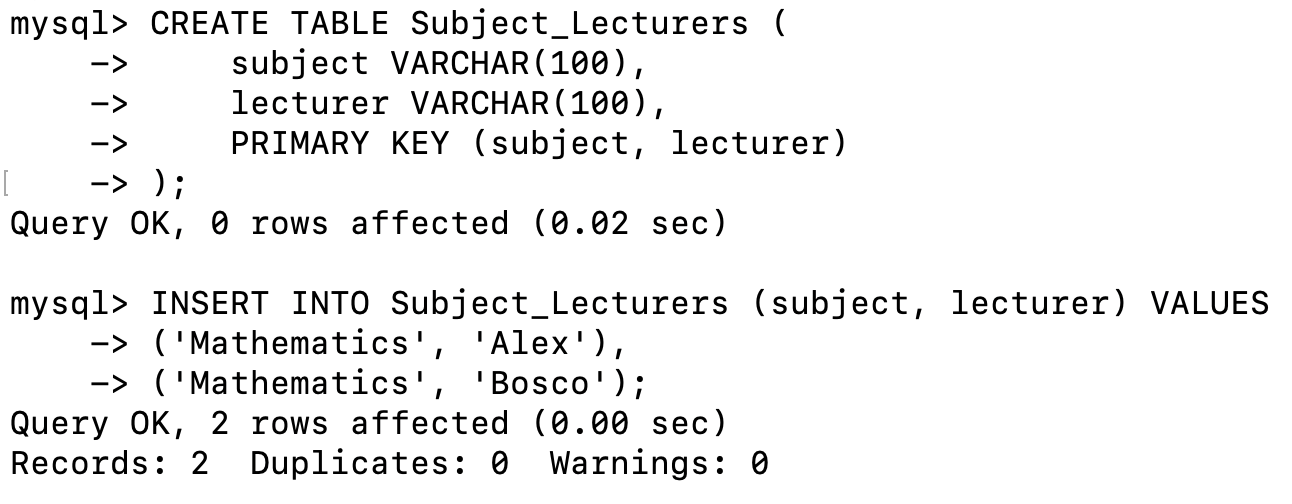 mysql> CREATE TABLE Subject_Lecturers (
    ->     subject VARCHAR(100),
    ->     lecturer VARCHAR(100),
    ->     PRIMARY KEY (subject, lecturer)
[    -> );
Query OK, 0 rows affected (0.02 sec)

mysql> INSERT INTO Subject_Lecturers (subject, lecturer) VALUES
    -> ('Mathematics', 'Alex'),
    -> ('Mathematics', 'Bosco');
Query OK, 2 rows affected (0.00 sec)
Records: 2  Duplicates: 0  Warnings: 0